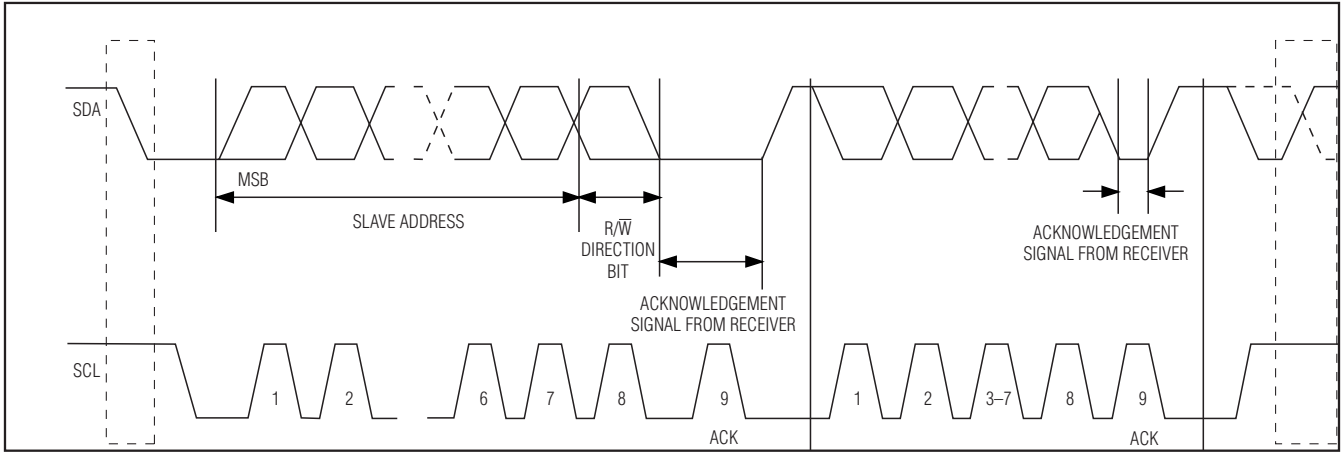 SDA
MSB
SLAVE ADDRESS
R/W̅
DIRECTION
BIT
ACKNOWLEDGEMENT
SIGNAL FROM RECEIVER
ACKNOWLEDGEMENT
SIGNAL FROM RECEIVER
SCL
1 2 6 7 8 9 1 2 3–7 8 9
ACK ACK